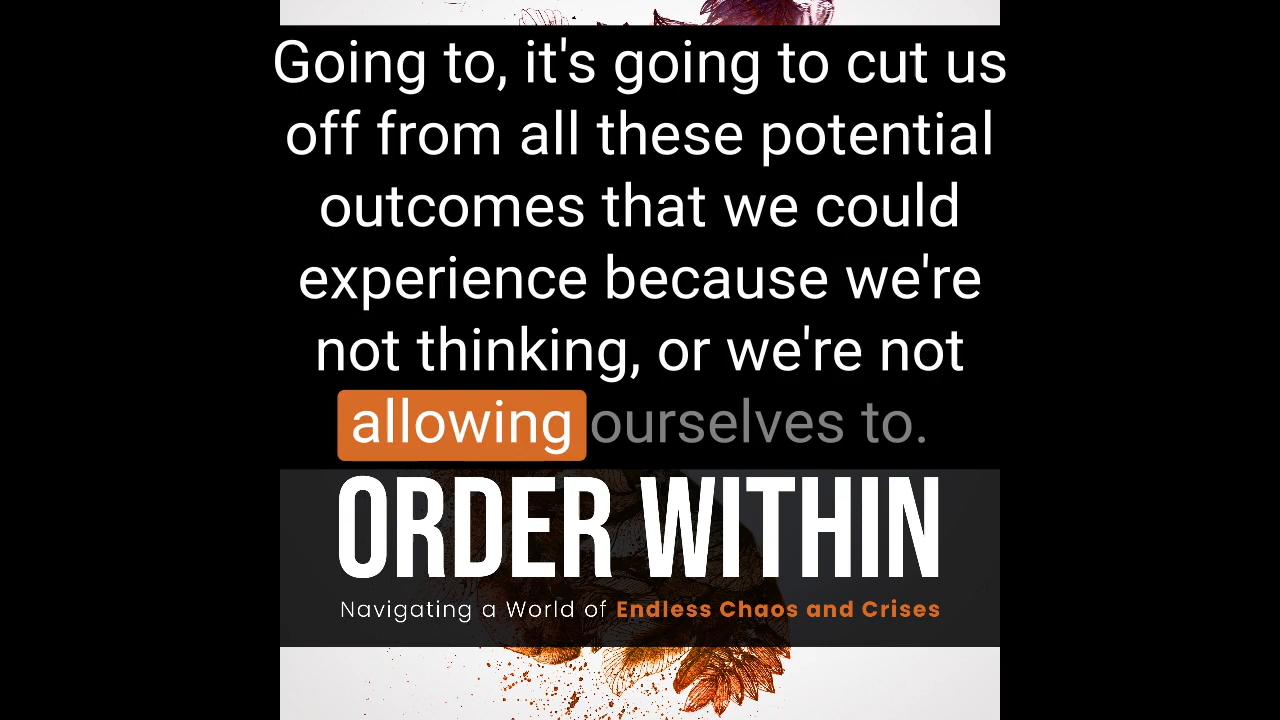 Going to, it's going to cut us
off from all these potential
outcomes that we could
experience because we're
not thinking, or we're not
allowing ourselves to.
ORDER WITHIN
Navigating a World of Endless Chaos and Crises